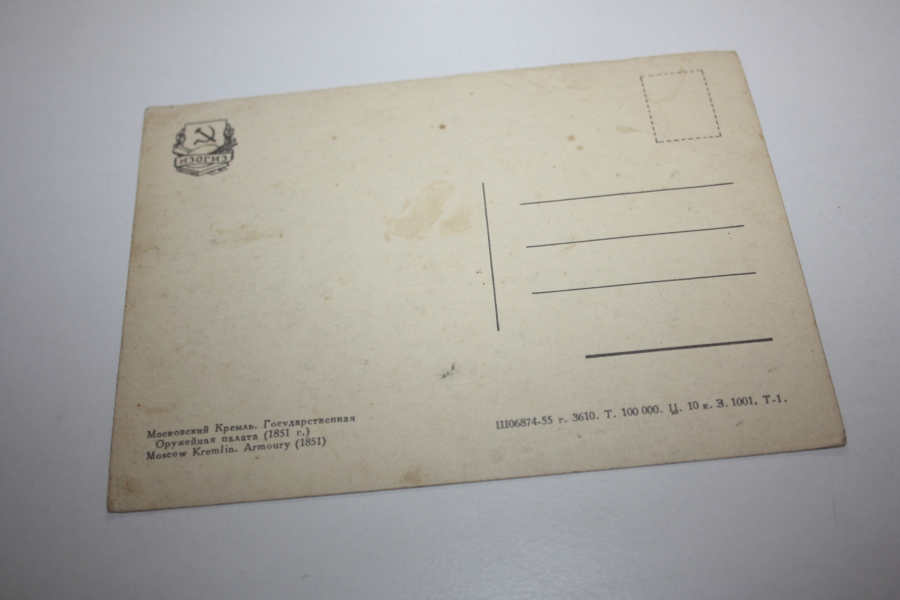 ИЗОГИЗ
Московский Кремль. Государственная
Оружейная палата (1851 г.)
Moscow Kremlin. Armoury (1851)
Ш06874-55 г. 3610. Т. 100 000. Ц. 10 к. З. 1001. Т-1.